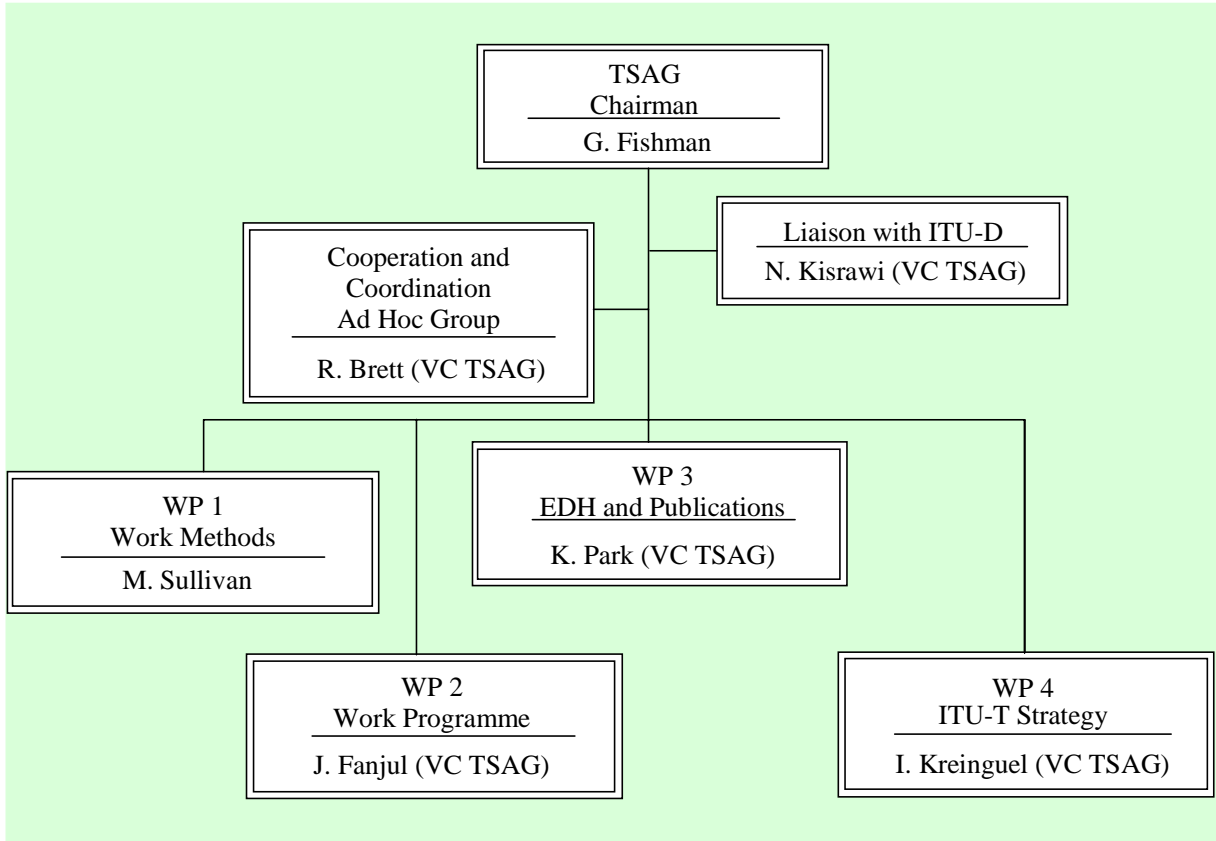 TSAG
Chairman
G. Fishman
Liaison with ITU-D
N. Kisrawi (VC TSAG)
Cooperation and
Coordination
Ad Hoc Group
R. Brett (VC TSAG)
WP 1
Work Methods
M. Sullivan
WP 3
EDH and Publications
K. Park (VC TSAG)
WP 2
Work Programme
J. Fanjul (VC TSAG)
WP 4
ITU-T Strategy
I. Kreinguel (VC TSAG)